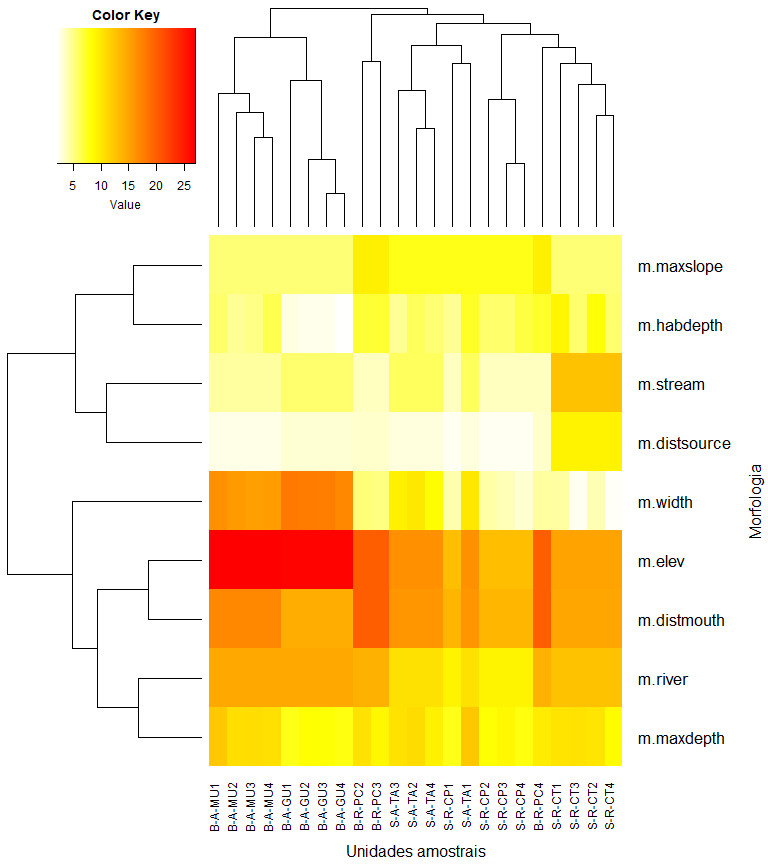 Color Key
5 10 15 20 25
Value
m.maxslope
m.habdepth
m.stream
m.distsource
m.width
m.elev
m.distmouth
m.river
m.maxdepth
Morfologia
B-A-MU1
B-A-MU2
B-A-MU3
B-A-MU4
B-A-GU1
B-A-GU2
B-A-GU3
B-A-GU4
B-R-PC2
B-R-PC3
S-A-TA3
S-A-TA2
S-A-TA4
S-R-CP1
S-A-TA1
S-R-CP2
S-R-CP3
S-R-CP4
B-R-PC4
S-R-CT1
S-R-CT3
S-R-CT2
S-R-CT4
Unidades amostrais